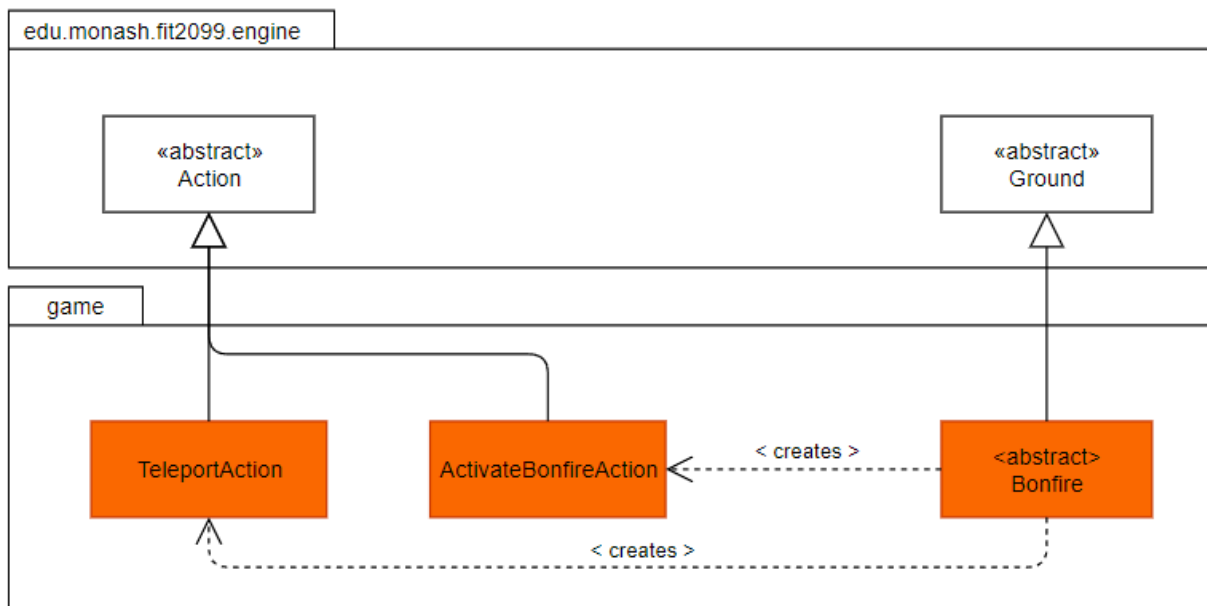 edu.monash.fit2099.engine
«abstract»
Action
«abstract»
Ground
game
TeleportAction
ActivateBonfireAction
< creates >
<abstract>
Bonfire
< creates >